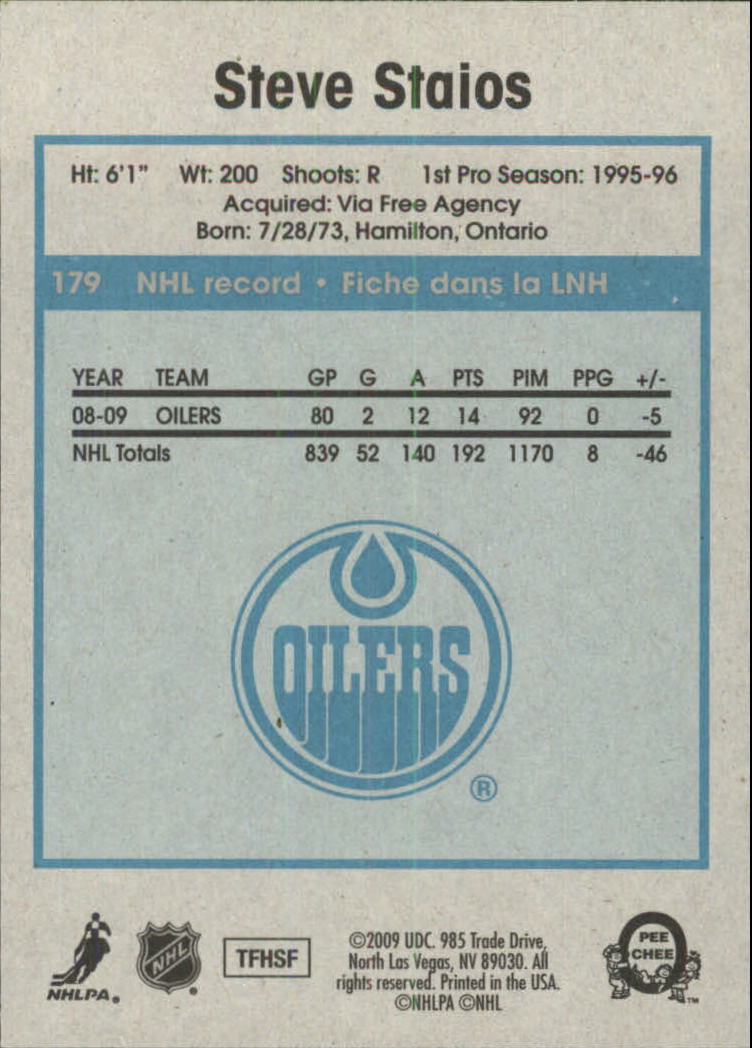 Steve Staios
Ht: 6'1" Wt: 200 Shoots: R 1st Pro Season: 1995-96
Acquired: Via Free Agency
Born: 7/28/73, Hamilton, Ontario
179 NHL record • Fiche dans la LNH
YEAR TEAM GP G A PTS PIM PPG +/-
08-09 OILERS 80 2 12 14 92 0 -5
NHL Totals 839 52 140 192 1170 8 -46
OILERS
®
NHLPA®
NHL
TFHSF
©2009 UDC. 985 Trade Drive,
North Las Vegas, NV 89030. All
rights reserved. Printed in the USA.
©NHLPA ©NHL
O
PEE
CHEE
™